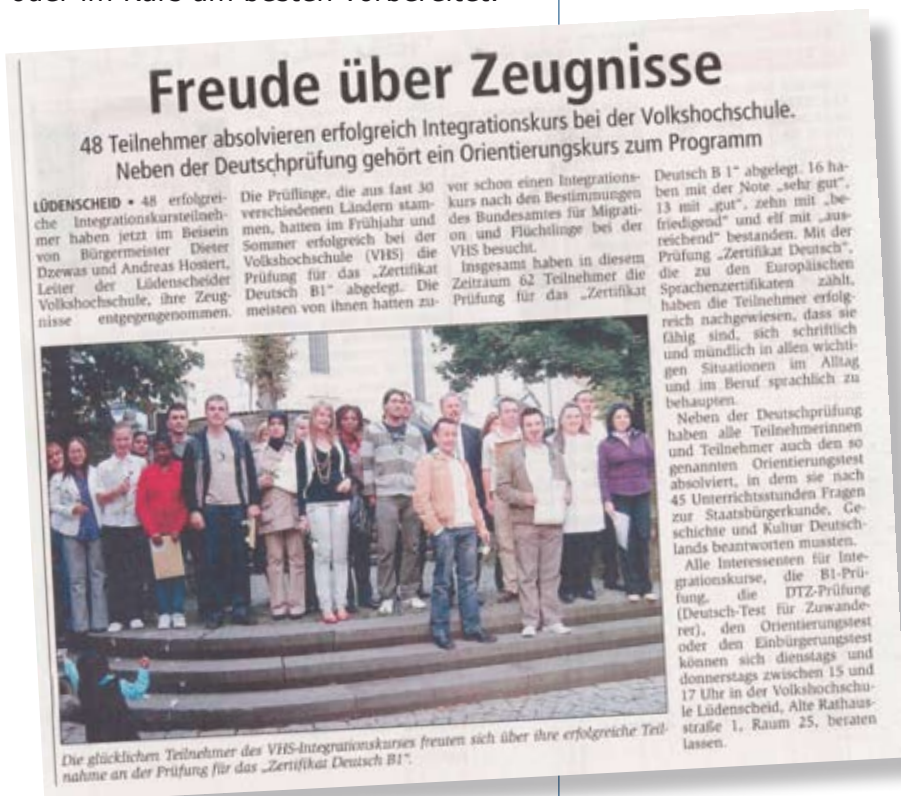 oder im Kurs am besten vorbereitet.
Freude über Zeugnisse
48 Teilnehmer absolvieren erfolgreich Integrationskurs bei der Volkshochschule.
Neben der Deutschprüfung gehört ein Orientierungskurs zum Programm
LÜDENSCHEID • 48 erfolgrei-
che Integrationskursteilneh-
mer haben jetzt im Beisein
von Bürgermeister Dieter
Dzewas und Andreas Hostert,
Leiter der Lüdenscheider
Volkshochschule, ihre Zeug-
nisse entgegengenommen.
Die Prüflinge, die aus fast 30
verschiedenen Ländern stam-
men, hatten im Frühjahr und
Sommer erfolgreich bei der
Volkshochschule (VHS) die
Prüfung für das „Zertifikat
Deutsch B1“ abgelegt. Die
meisten von ihnen hatten zu-
vor schon einen Integrations-
kurs nach den Bestimmungen
des Bundesamtes für Migrati-
on und Flüchtlinge bei der
VHS besucht.
Insgesamt haben in diesem
Zeitraum 62 Teilnehmer die
Prüfung für das „Zertifikat
Deutsch B 1“ abgelegt. 16 ha-
ben mit der Note „sehr gut“,
13 mit „gut“, zehn mit „be-
friedigend“ und elf mit „aus-
reichend“ bestanden. Mit der
Prüfung „Zertifikat Deutsch“,
die zu den Europäischen
Sprachenzertifikaten zählt,
haben die Teilnehmer erfolg-
reich nachgewiesen, dass sie
fähig sind, sich schriftlich
und mündlich in allen wichti-
gen Situationen im Alltag
und im Beruf sprachlich zu
behaupten.
Neben der Deutschprüfung
haben alle Teilnehmerinnen
und Teilnehmer auch den so
genannten Orientierungstest
absolviert, in dem sie nach
45 Unterrichtsstunden Fragen
zur Staatsbürgerkunde, Ge-
schichte und Kultur Deutsch-
lands beantworten mussten.
Alle Interessenten für Inte-
grationskurse, die B1-Prü-
fung, die DTZ-Prüfung
(Deutsch-Test für Zuwande-
rer), den Orientierungstest
oder den Einbürgerungstest
können sich dienstags und
donnerstags zwischen 15 und
17 Uhr in der Volkshochschu-
le Lüdenscheid, Alte Rathaus-
straße 1, Raum 25, beraten
lassen.
Die glücklichen Teilnehmer des VHS-Integrationskurses freuten sich über ihre erfolgreiche Teil-
nahme an der Prüfung für das „Zertifikat Deutsch B1“.